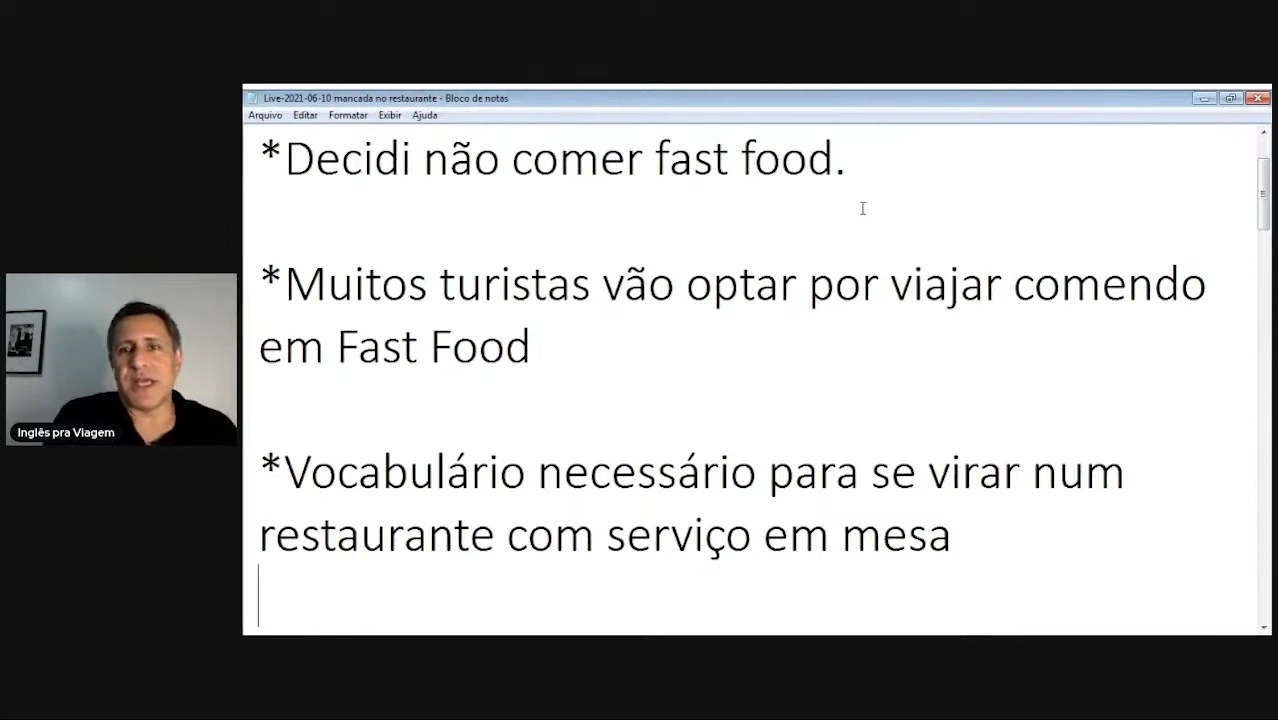 Live-2021-06-10 mancada no restaurante - Bloco de notas
Arquivo Editar Formatar Exibir Ajuda
*Decidi não comer fast food.
*Muitos turistas vão optar por viajar comendo
em Fast Food
*Vocabulário necessário para se virar num
restaurante com serviço em mesa
Inglês pra Viagem